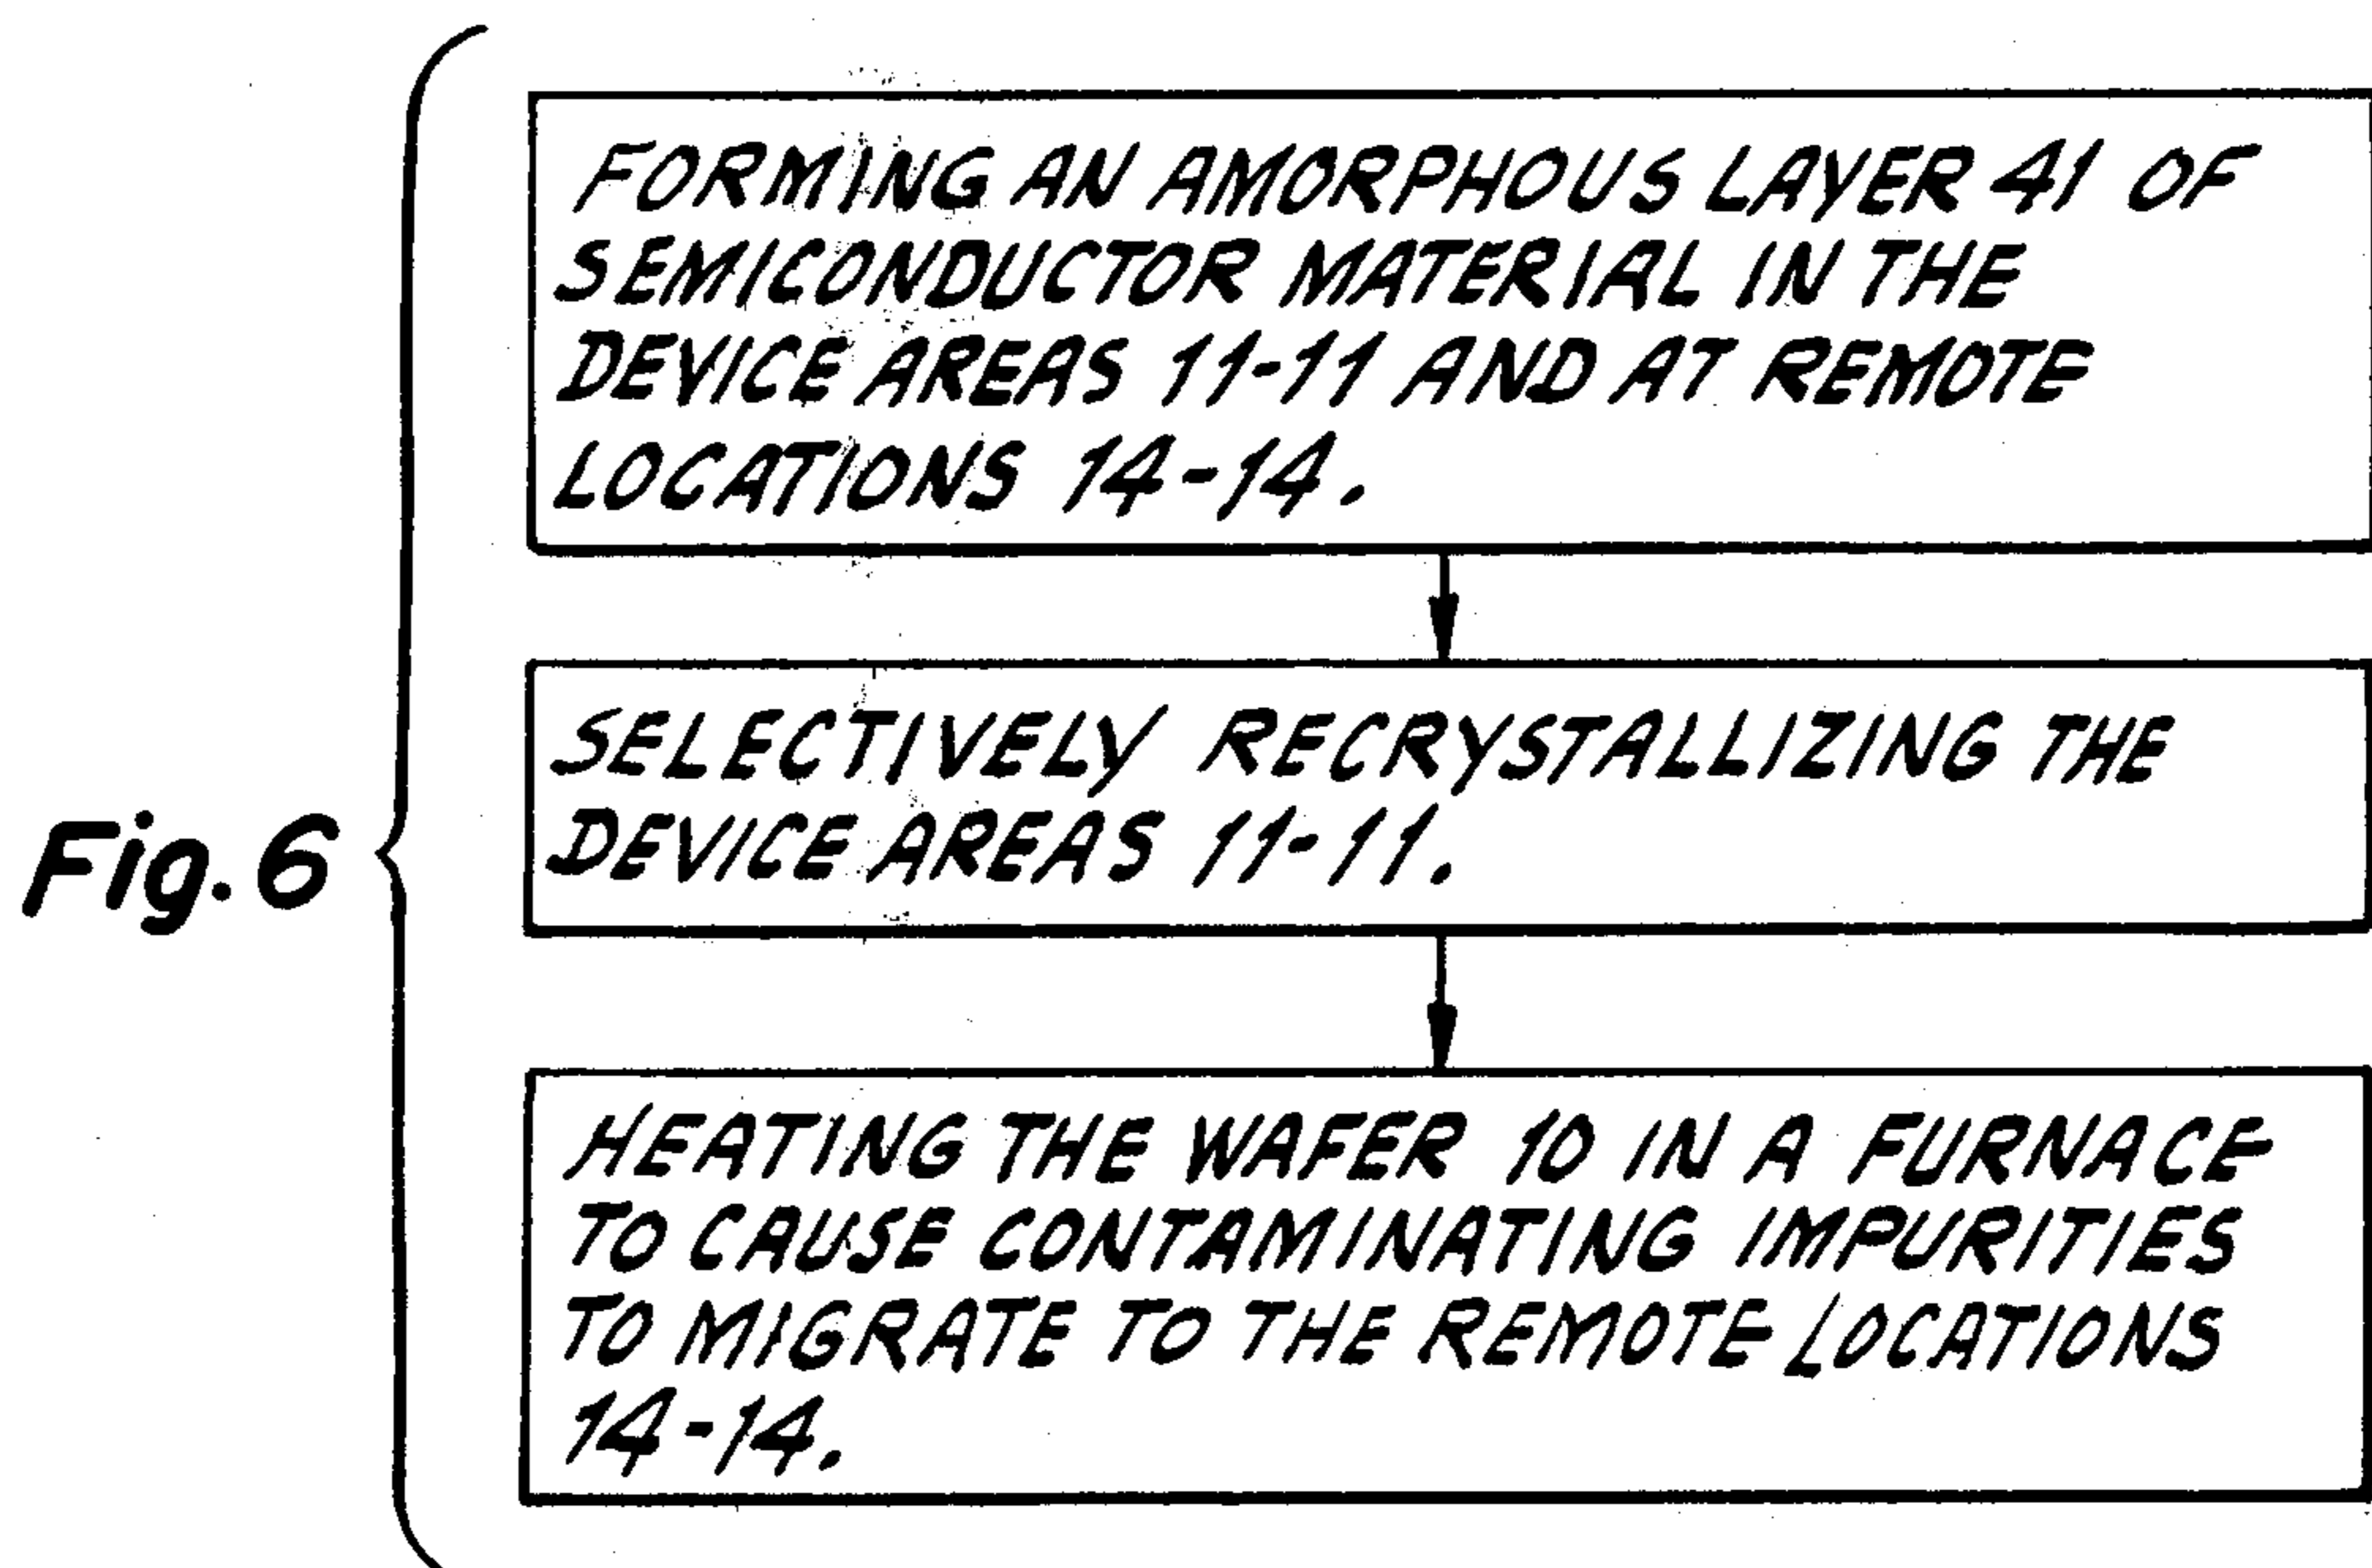 FORMING AN AMORPHOUS LAYER 41 OF
SEMICONDUCTOR MATERIAL IN THE
DEVICE AREAS 11-11 AND AT REMOTE
LOCATIONS 14-14.
SELECTIVELY RECRYSTALLIZING THE
DEVICE AREAS 11-11.
Fig.6
HEATING THE WAFER 10 IN A FURNACE
TO CAUSE CONTAMINATING IMPURITIES
TO MIGRATE TO THE REMOTE LOCATIONS
14-14.